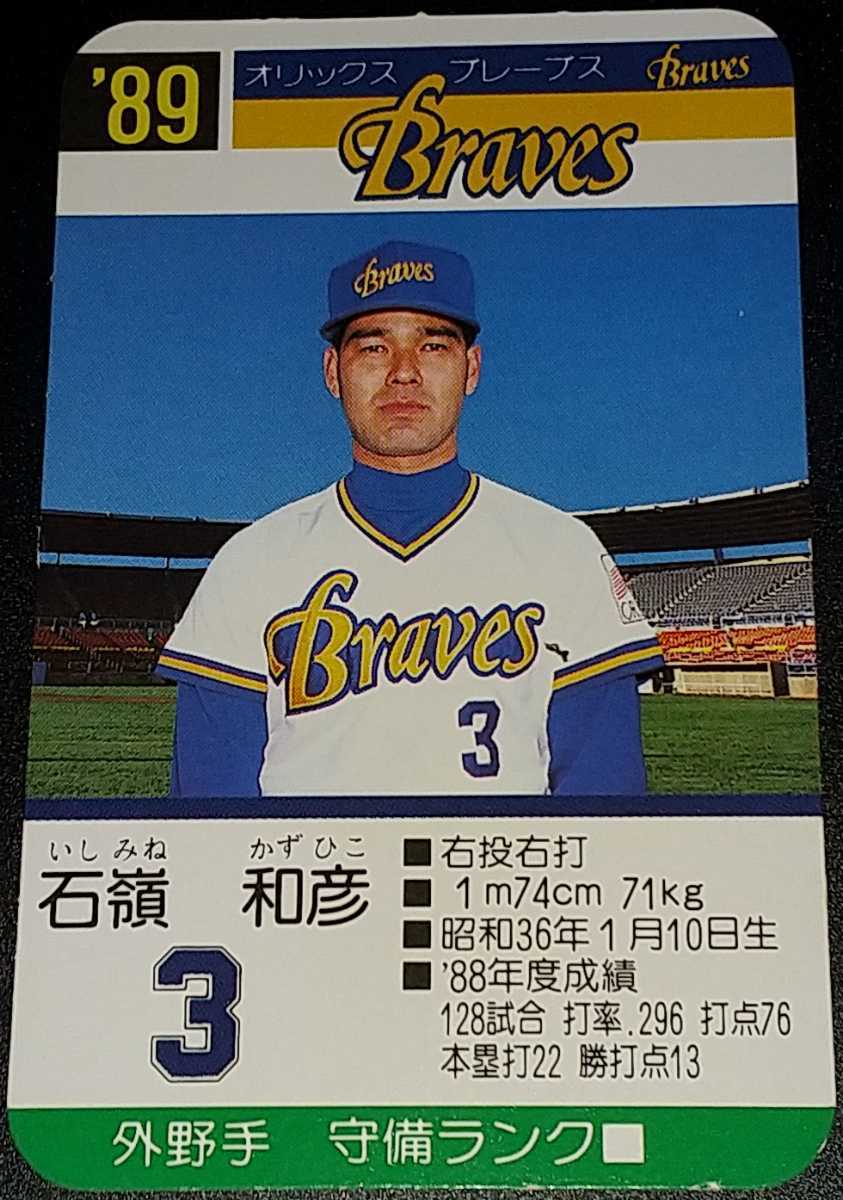 '89
オリックス ブレーブス Braves
Braves
Braves
Braves
3
いしみね かずひこ
石嶺 和彦
3
■右投右打
■1m74cm 71kg
■昭和36年1月10日生
■'88年度成績
128試合 打率.296 打点76
本塁打22 勝打点13
外野手 守備ランク□